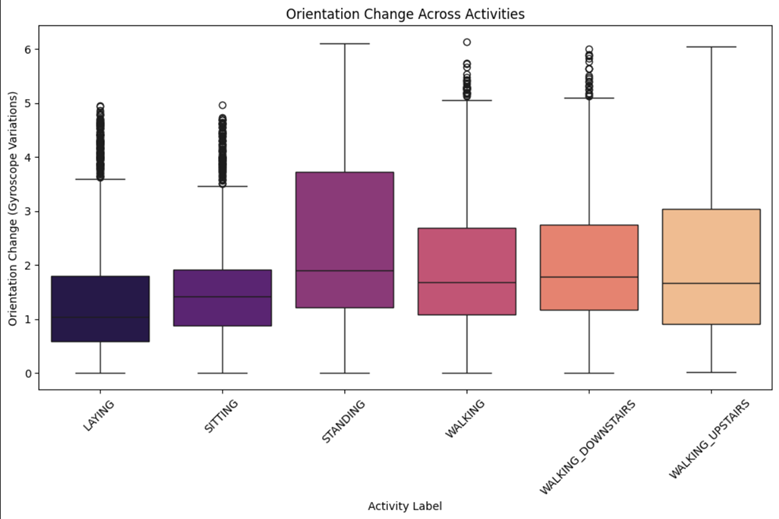 Orientation Change Across Activities
Orientation Change (Gyroscope Variations)
6
5
4
3
2
1
0
LAYING
SITTING
STANDING
WALKING
WALKING_DOWNSTAIRS
WALKING_UPSTAIRS
Activity Label